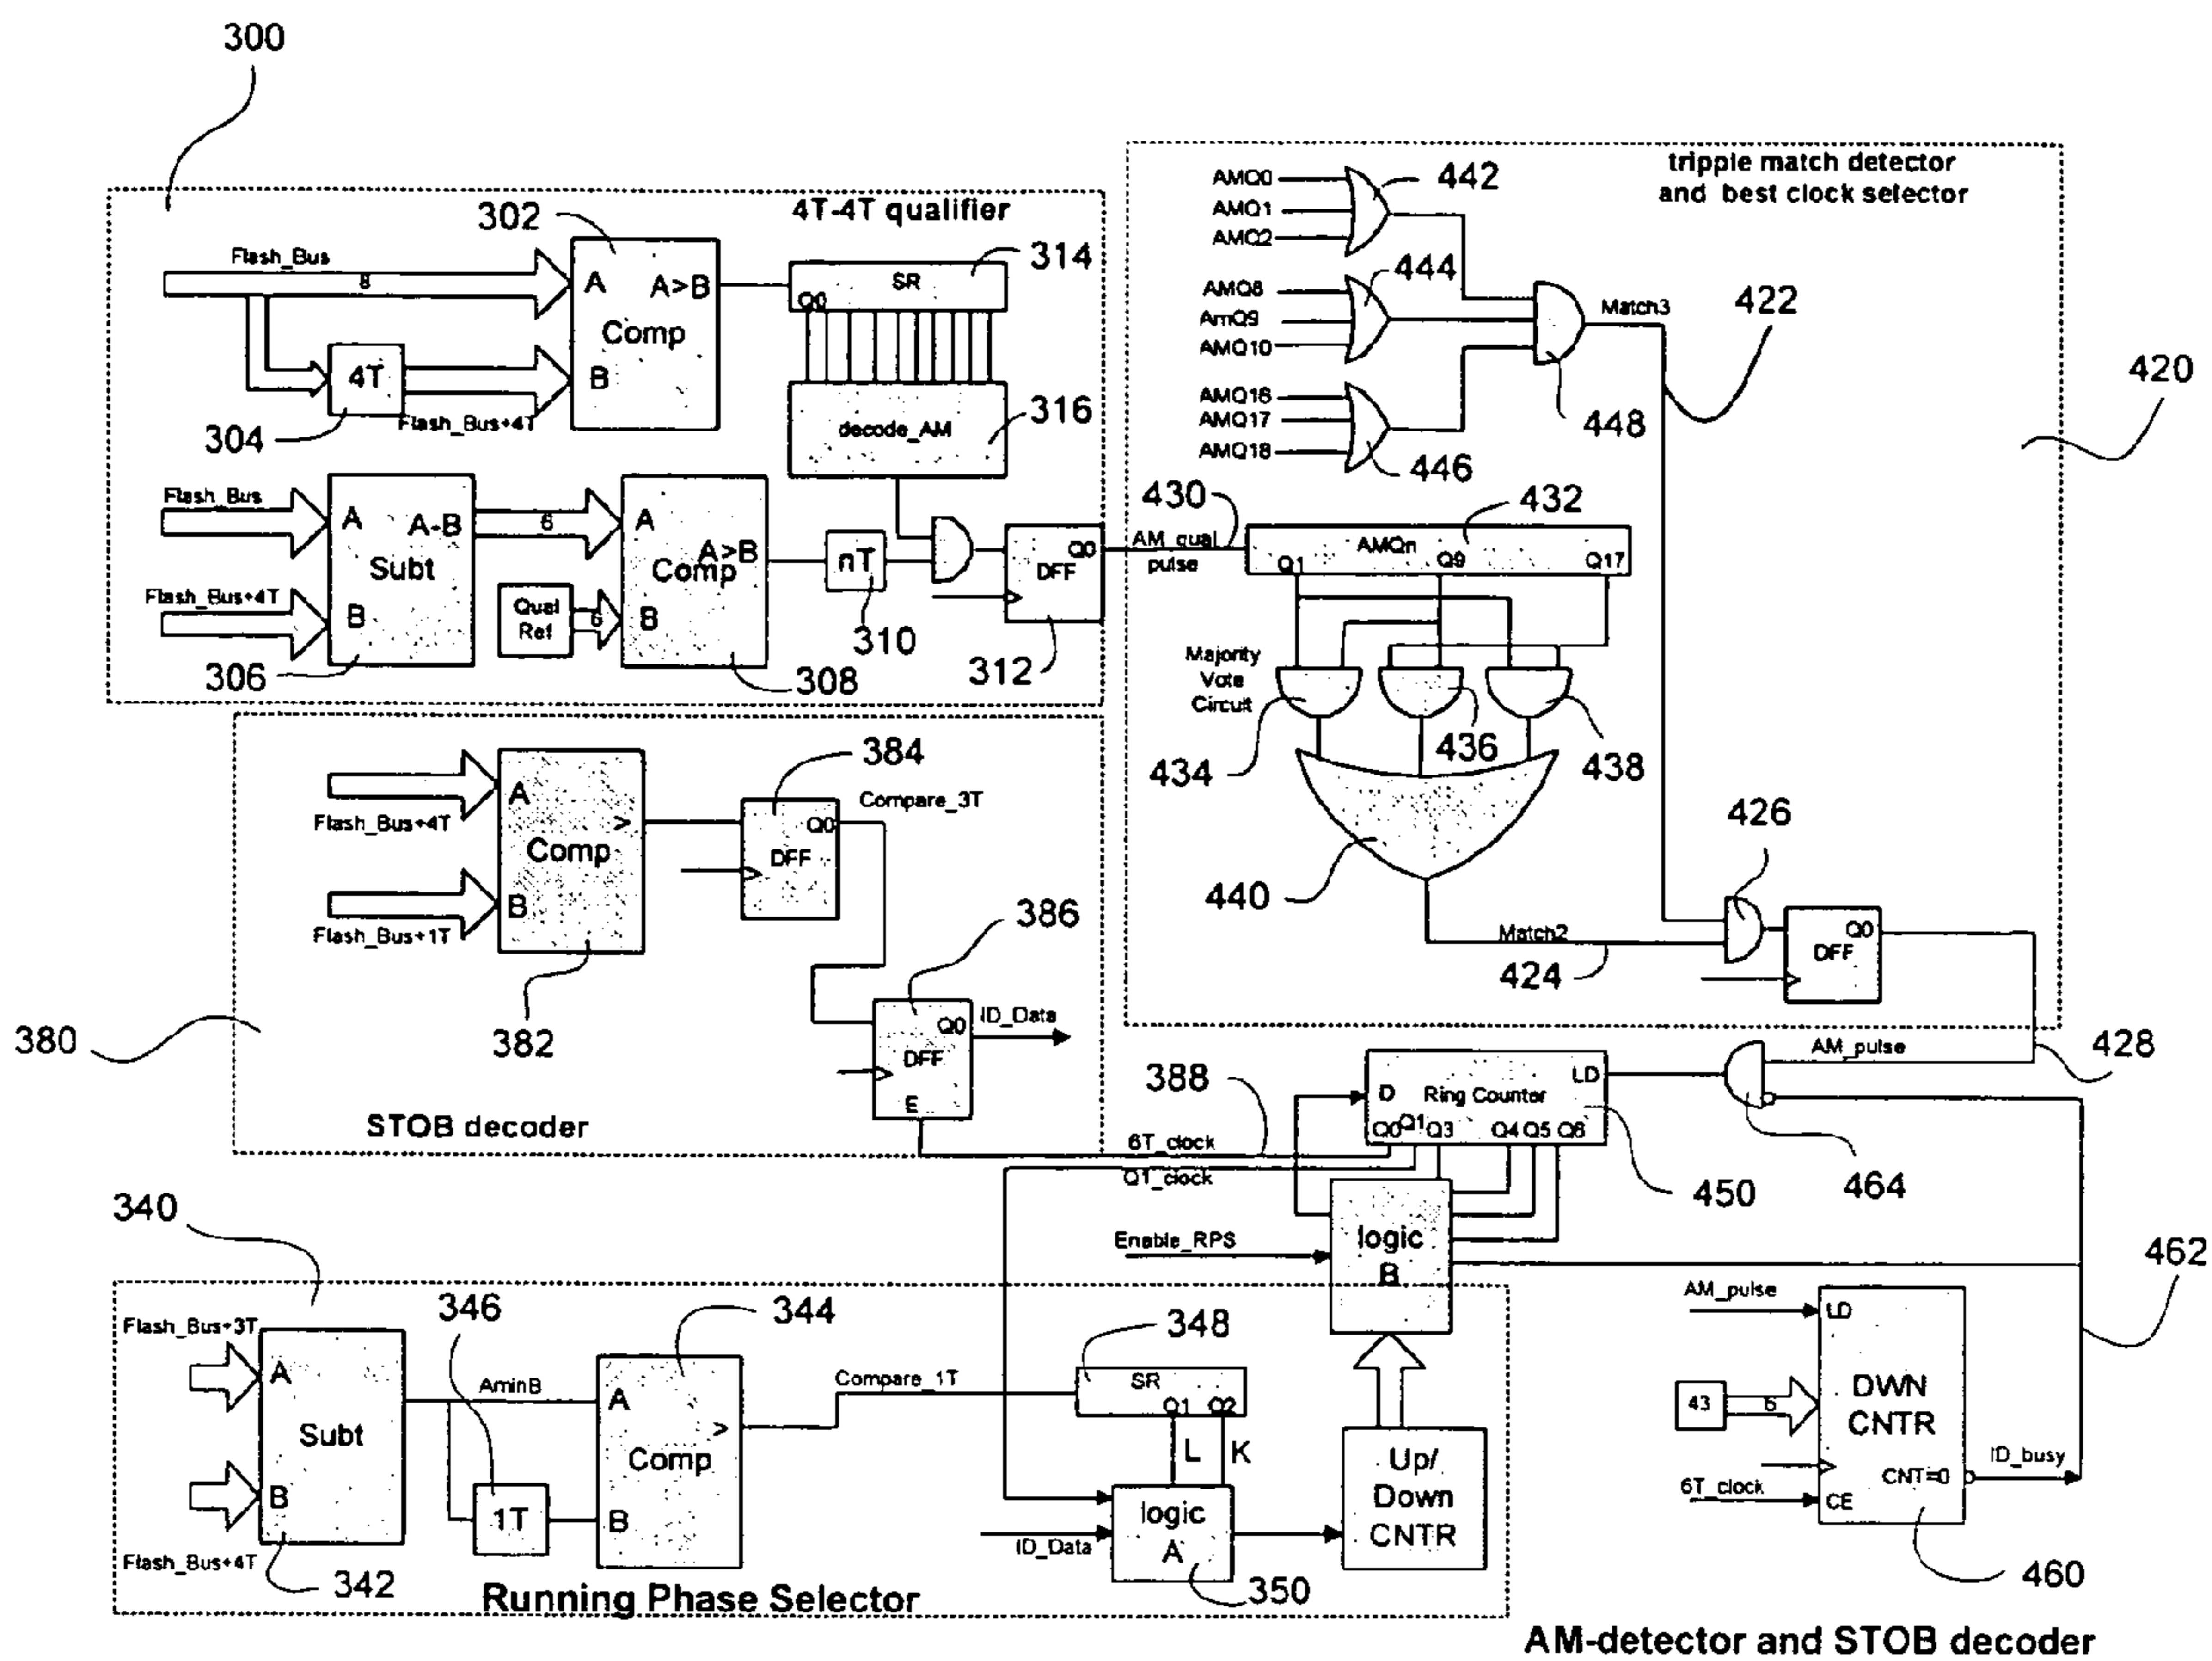 300
tripple match detector
and best clock selector
4T-4T qualifier
302
Flash_Bus
8
A
A>B
Comp
B
4T
304
Flash_Bus+4T
314
SR
Q0
decode_AM
316
Flash_Bus
A
A-B
Subt
Flash_Bus+4T
B
306
6
Qual
Ref
6
A
A>B
Comp
B
308
nT
310
Q0
DFF
312
AMQ0
AMQ1
AMQ2
442
AMQ8
AmQ9
AMQ10
444
AMQ16
AMQ17
AMQ18
446
448
Match3
422
420
430
AM_qual
pulse
432
AMQn
Q1
Q9
Q17
Majority
Vote
Circuit
434
436
438
440
Match2
424
426
Q0
DFF
428
AM_pulse
384
Compare_3T
A
Flash_Bus+4T
>
Comp
B
Flash_Bus+1T
382
Q0
DFF
386
Q0
ID_Data
DFF
E
380
STOB decoder
388
6T_clock
Q1_clock
D
Ring Counter
LD
Q0
Q1
Q3
Q4
Q5
Q6
450
464
Enable_RPS
logic
B
462
340
Flash_Bus+3T
A
Subt
B
Flash_Bus+4T
342
346
AminB
1T
344
A
>
Comp
B
Compare_1T
348
SR
Q1
Q2
L
K
logic
A
ID_Data
350
Up/
Down
CNTR
Running Phase Selector
AM_pulse
LD
43
6
DWN
CNTR
CNT=0
ID_busy
6T_clock
CE
460
AM-detector and STOB decoder